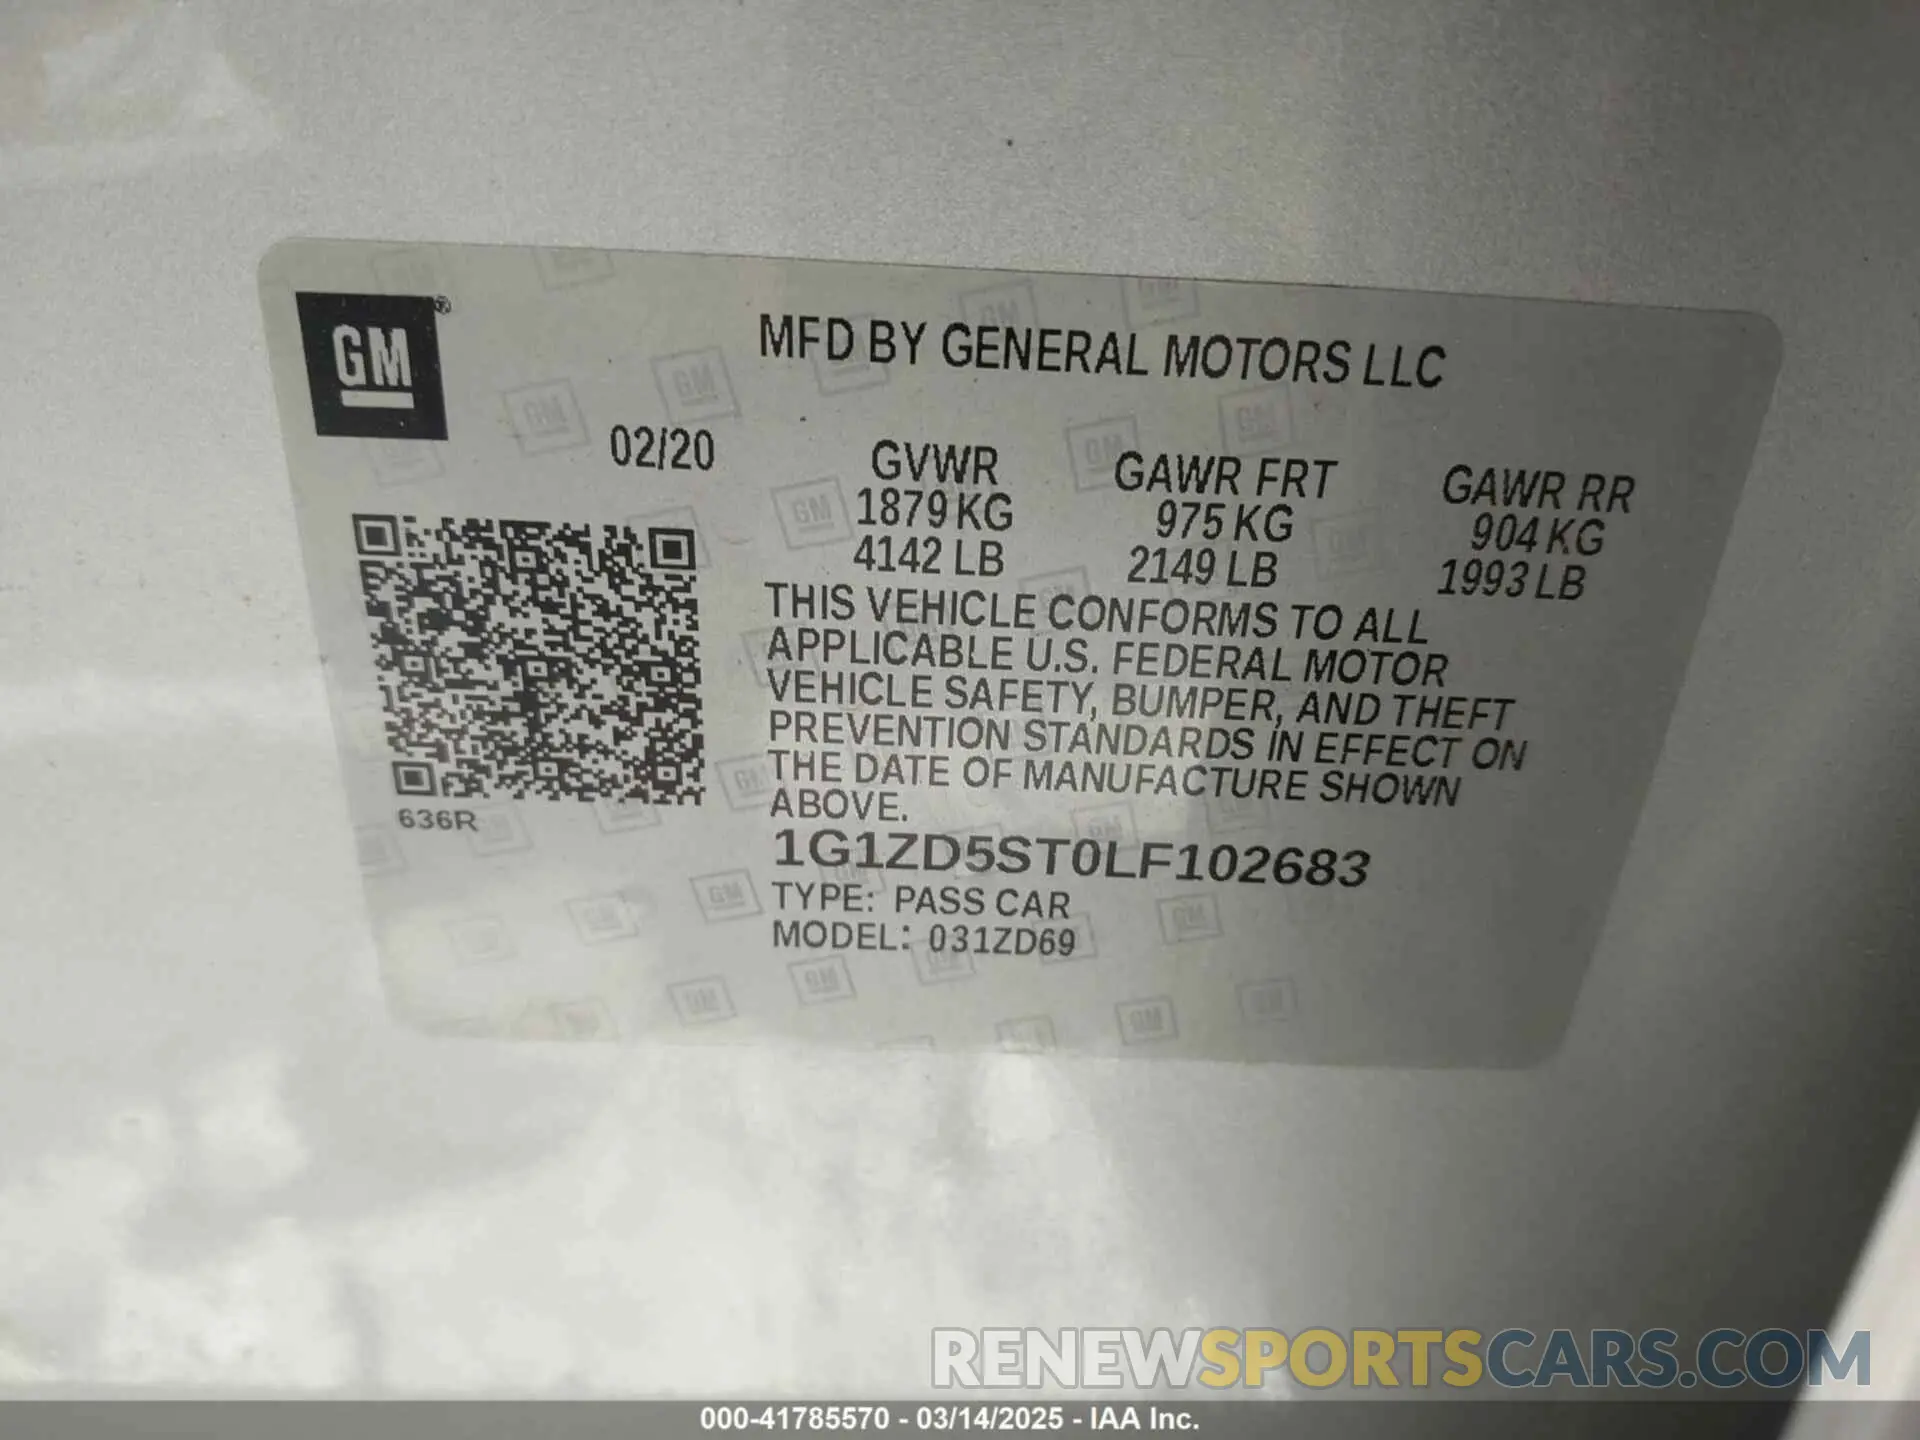 GM®
MFD BY GENERAL MOTORS LLC
02/20
GVWR GAWR FRT GAWR RR
1879 KG 975 KG 904 KG
4142 LB 2149 LB 1993 LB
THIS VEHICLE CONFORMS TO ALL
APPLICABLE U.S. FEDERAL MOTOR
VEHICLE SAFETY, BUMPER, AND THEFT
PREVENTION STANDARDS IN EFFECT ON
THE DATE OF MANUFACTURE SHOWN
ABOVE.
636R
1G1ZD5ST0LF102683
TYPE: PASS CAR
MODEL: 031ZD69
RENEWSPORTSCARS.COM
000-41785570 - 03/14/2025 - IAA Inc.